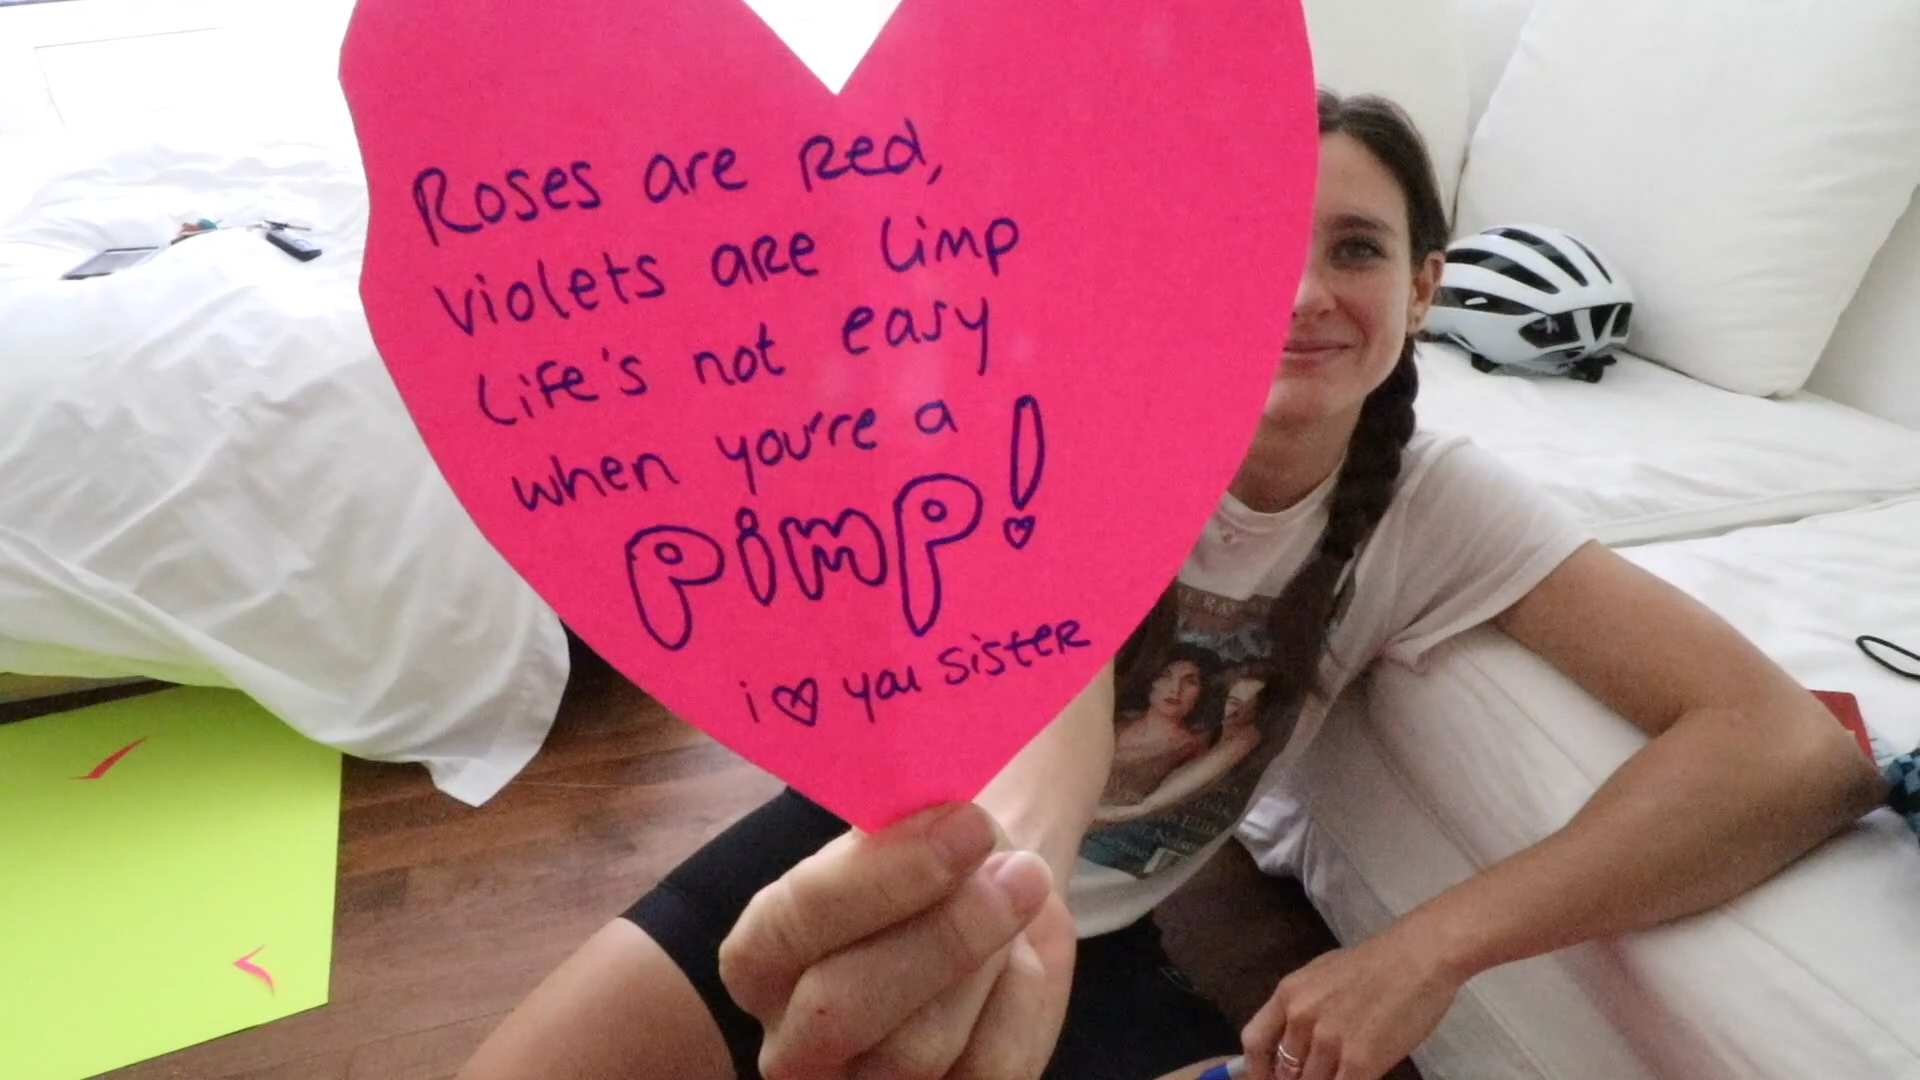 Roses are Red,
violets are limp
Life's not easy
when you're a
pimp!
i ♡ you sister